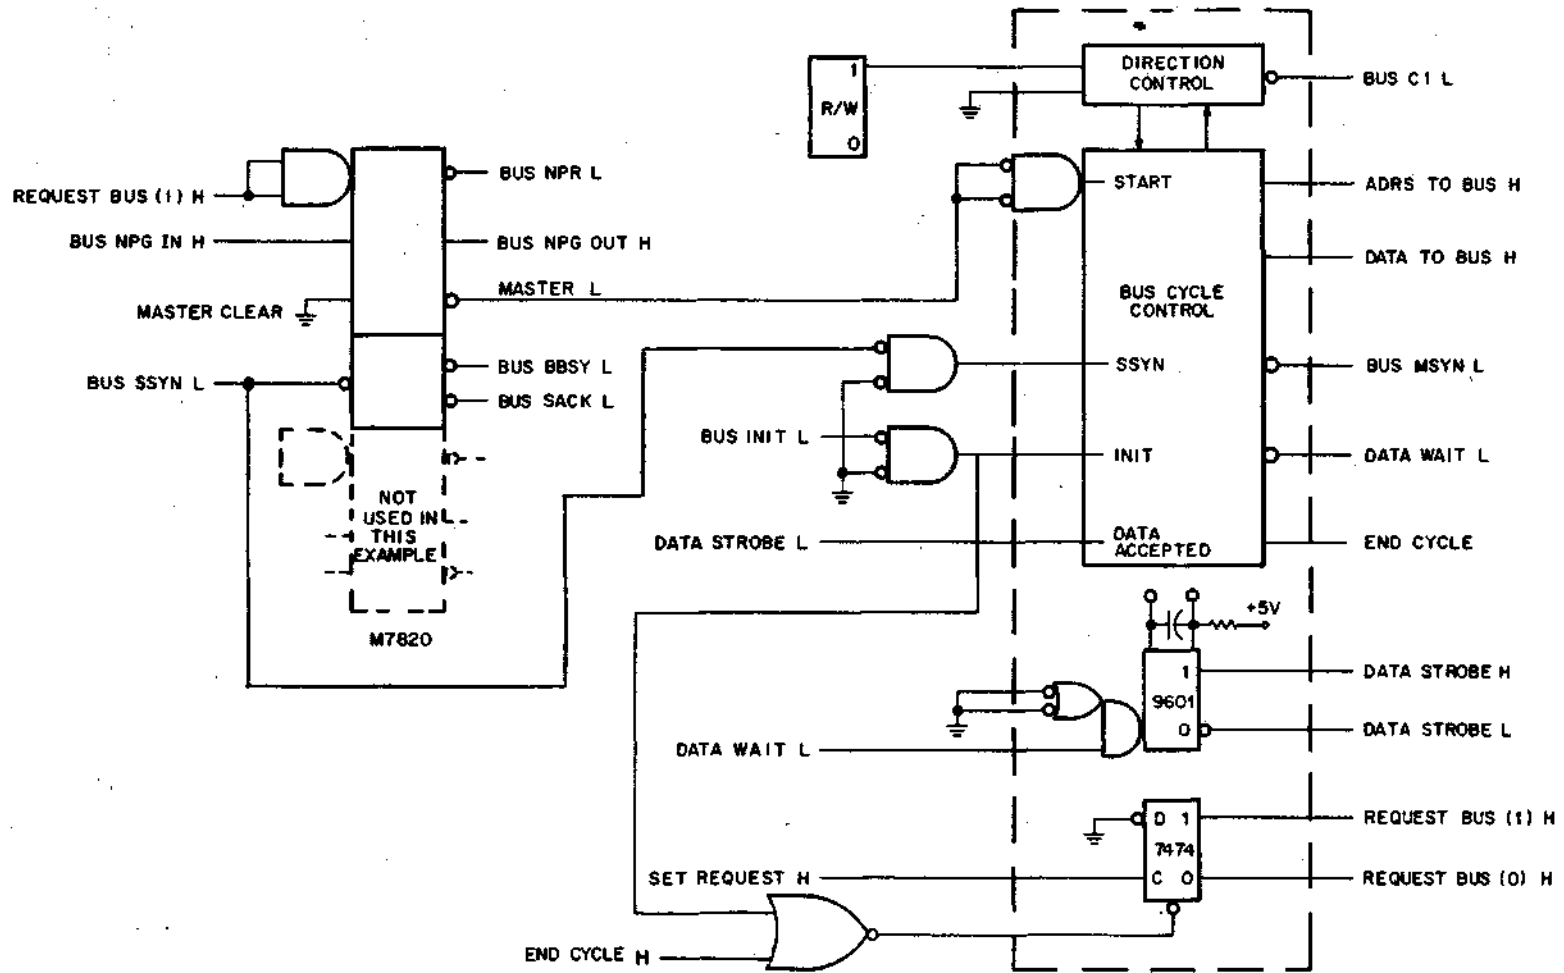 DIRECTION
CONTROL
BUS C1 L
1
R/W
0
REQUEST BUS (1) H
BUS NPR L
START
ADRS TO BUS H
BUS NPG IN H
BUS NPG OUT H
DATA TO BUS H
MASTER L
MASTER CLEAR
BUS CYCLE
CONTROL
BUS SSYN L
BUS BBSY L
BUS SACK L
SSYN
BUS MSYN L
BUS INIT L
INIT
DATA WAIT L
NOT
USED IN
THIS
EXAMPLE
M7820
DATA STROBE L
DATA
ACCEPTED
END CYCLE
+5V
1
9601
0
DATA STROBE H
DATA STROBE L
DATA WAIT L
D 1
7474
C 0
REQUEST BUS (1) H
SET REQUEST H
REQUEST BUS (0) H
END CYCLE H